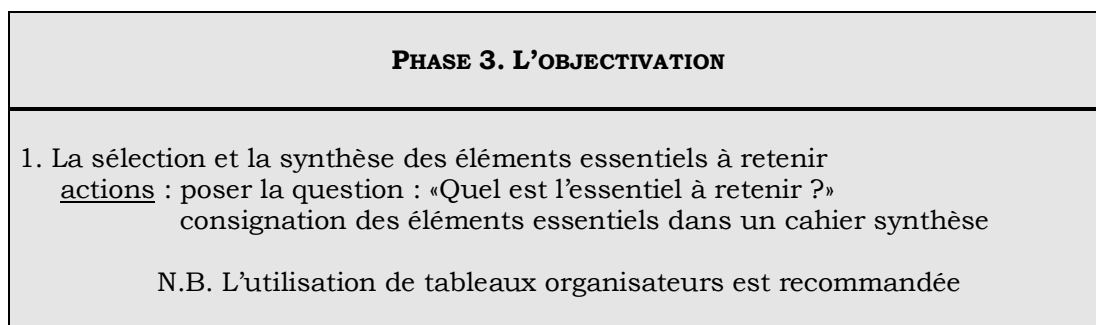 PHASE 3. L’OBJECTIVATION
1. La sélection et la synthèse des éléments essentiels à retenir
actions : poser la question : «Quel est l’essentiel à retenir ?»
consignation des éléments essentiels dans un cahier synthèse
N.B. L’utilisation de tableaux organisateurs est recommandée